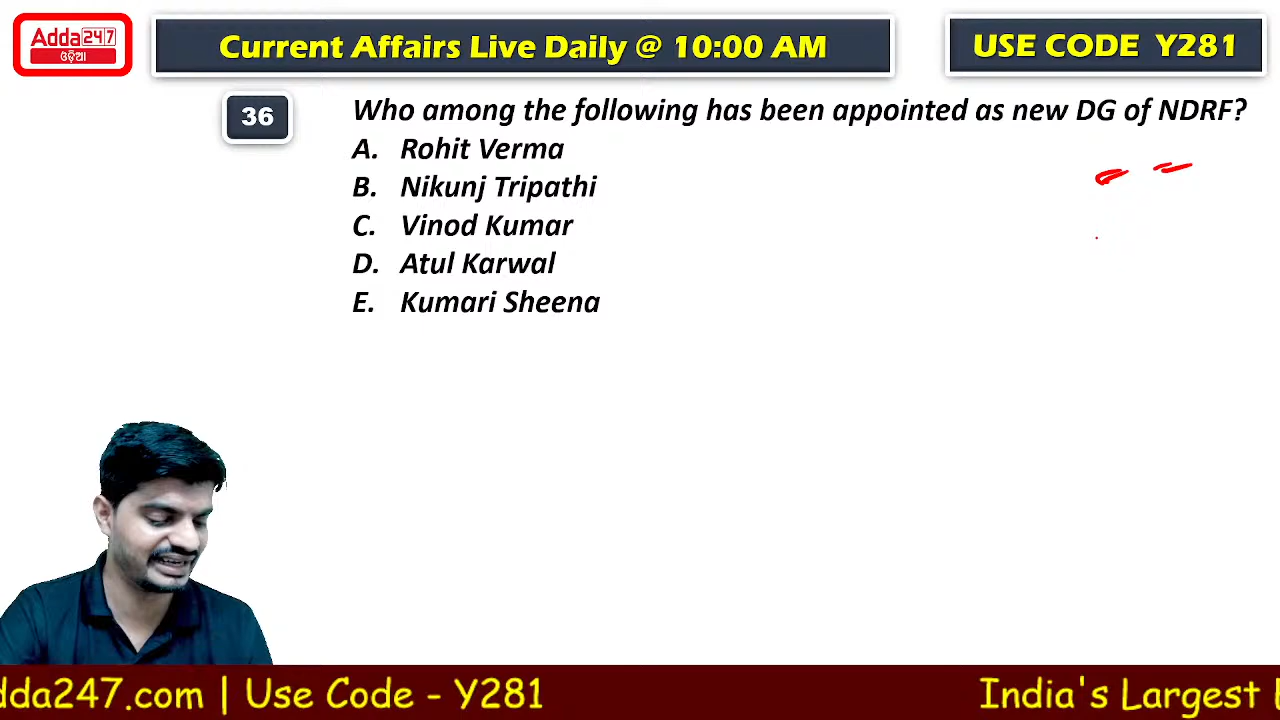 Adda247
ଓଡ଼ିଆ
Current Affairs Live Daily @ 10:00 AM
USE CODE Y281
36 Who among the following has been appointed as new DG of NDRF?
A. Rohit Verma
B. Nikunj Tripathi
C. Vinod Kumar
D. Atul Karwal
E. Kumari Sheena
dda247.com | Use Code - Y281
India's Largest